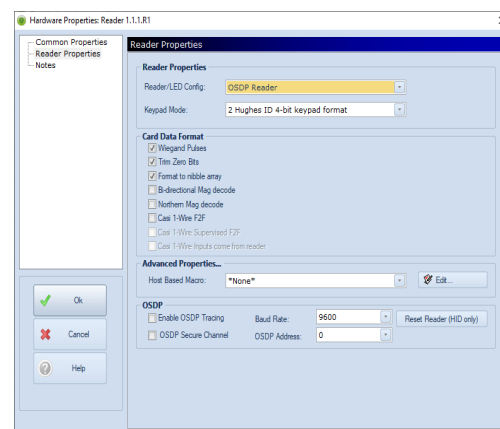 Hardware Properties: Reader 1.1.1.R1
Common Properties
Reader Properties
Notes
Reader Properties
Reader Properties
Reader/LED Config: OSDP Reader
Keypad Mode: 2 Hughes ID 4-bit keypad format
Card Data Format
Wiegand Pulses
Trim Zero Bits
Format to nibble array
Bi-directional Mag decode
Northern Mag decode
Casi 1-Wire F2F
Casi 1-Wire Supervised F2F
Casi 1-Wire Inputs come from reader
Advanced Properties...
Host Based Macro: *None* Edit...
OSDP
Enable OSDP Tracing Baud Rate: 9600 Reset Reader (HID only)
OSDP Secure Channel OSDP Address: 0
Ok
Cancel
Help